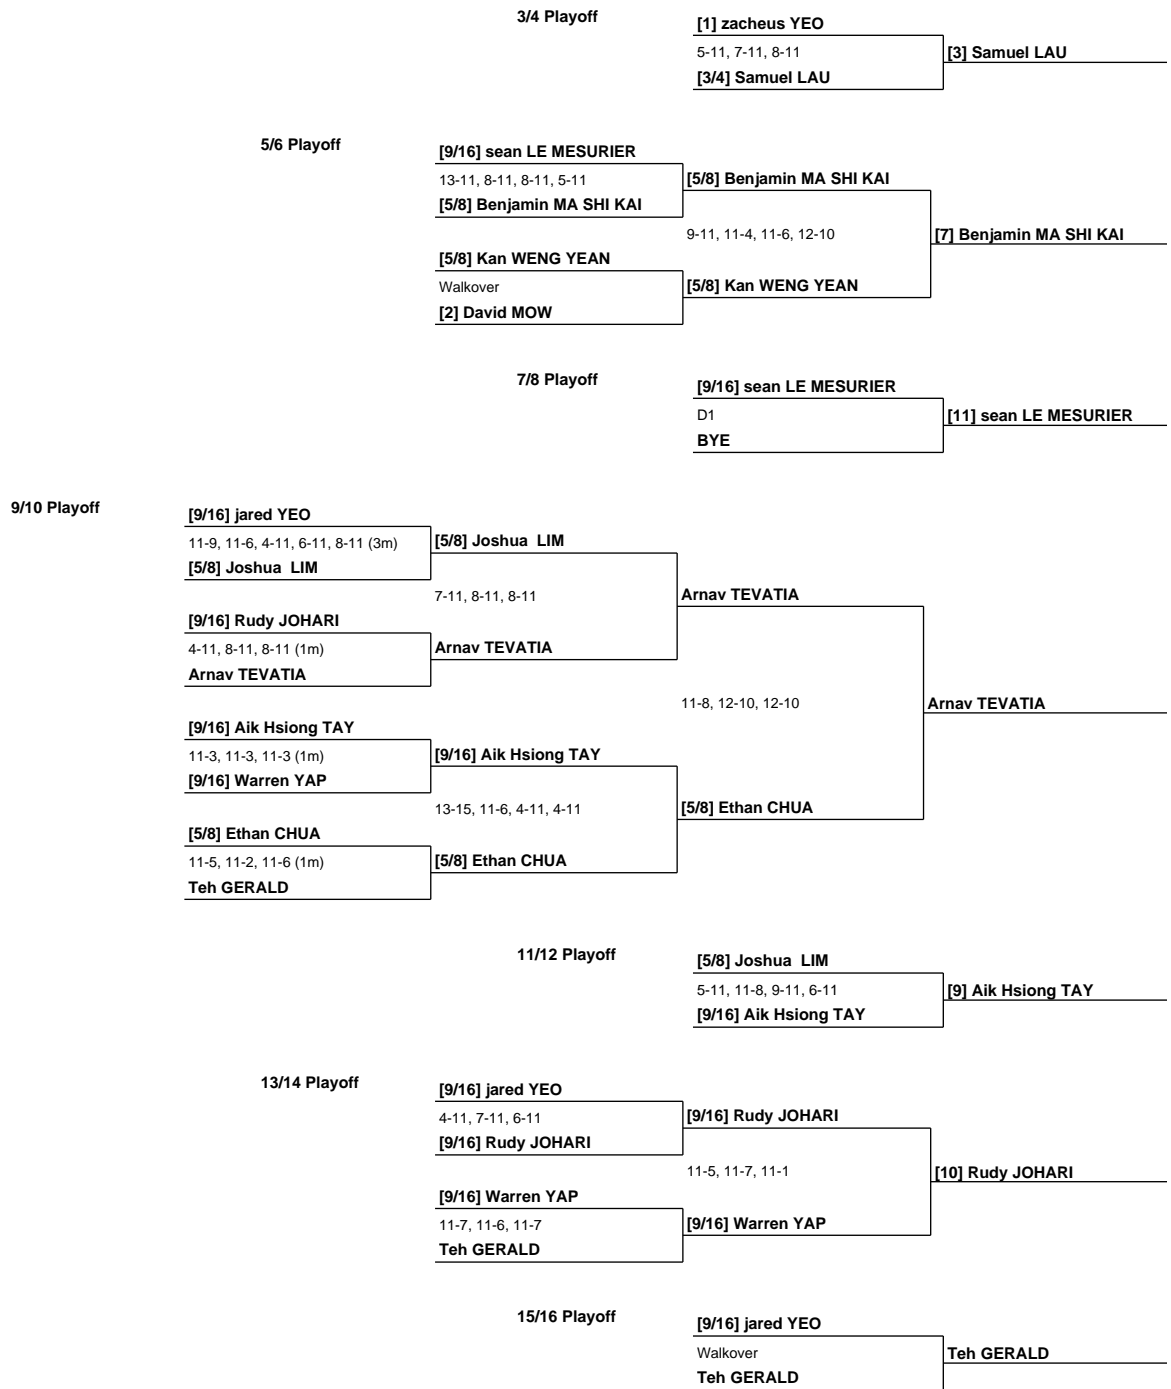 3/4 Playoff
[1] zacheus YEO
5-11, 7-11, 8-11
[3] Samuel LAU
[3/4] Samuel LAU
5/6 Playoff
[9/16] sean LE MESURIER
13-11, 8-11, 8-11, 5-11
[5/8] Benjamin MA SHI KAI
[5/8] Benjamin MA SHI KAI
9-11, 11-4, 11-6, 12-10
[7] Benjamin MA SHI KAI
[5/8] Kan WENG YEAN
Walkover
[5/8] Kan WENG YEAN
[2] David MOW
7/8 Playoff
[9/16] sean LE MESURIER
D1
[11] sean LE MESURIER
BYE
9/10 Playoff
[9/16] jared YEO
11-9, 11-6, 4-11, 6-11, 8-11 (3m)
[5/8] Joshua  LIM
[5/8] Joshua  LIM
7-11, 8-11, 8-11
Arnav TEVATIA
[9/16] Rudy JOHARI
4-11, 8-11, 8-11 (1m)
Arnav TEVATIA
Arnav TEVATIA
11-8, 12-10, 12-10
Arnav TEVATIA
[9/16] Aik Hsiong TAY
11-3, 11-3, 11-3 (1m)
[9/16] Aik Hsiong TAY
[9/16] Warren YAP
13-15, 11-6, 4-11, 4-11
[5/8] Ethan CHUA
[5/8] Ethan CHUA
11-5, 11-2, 11-6 (1m)
[5/8] Ethan CHUA
Teh GERALD
11/12 Playoff
[5/8] Joshua  LIM
5-11, 11-8, 9-11, 6-11
[9] Aik Hsiong TAY
[9/16] Aik Hsiong TAY
13/14 Playoff
[9/16] jared YEO
4-11, 7-11, 6-11
[9/16] Rudy JOHARI
[9/16] Rudy JOHARI
11-5, 11-7, 11-1
[10] Rudy JOHARI
[9/16] Warren YAP
11-7, 11-6, 11-7
[9/16] Warren YAP
Teh GERALD
15/16 Playoff
[9/16] jared YEO
Walkover
Teh GERALD
Teh GERALD